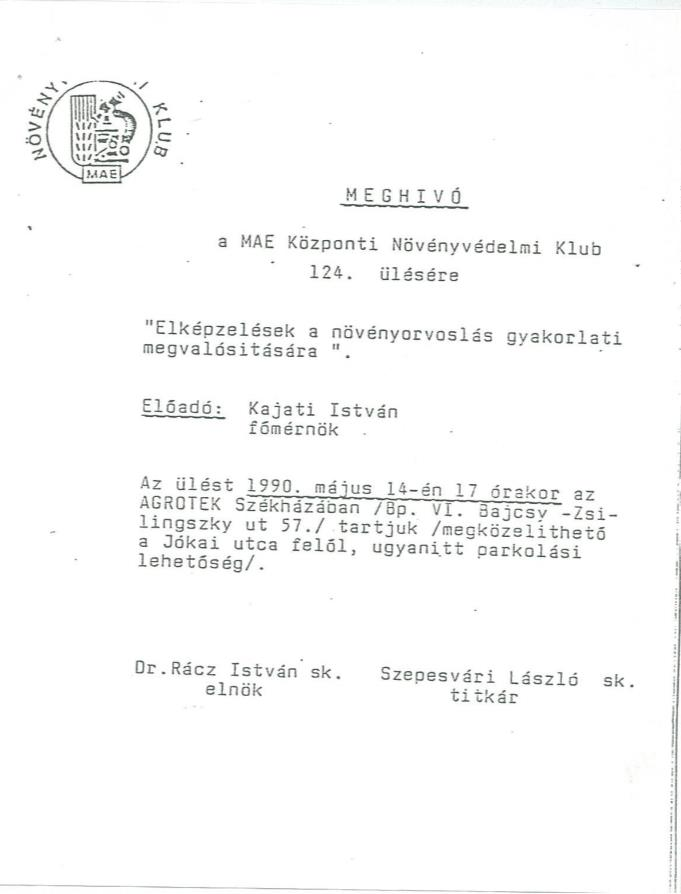 NÖVÉNY
KLUB
MAE
MEGHIVÓ
a MAE Központi Növényvédelmi Klub
124. ülésére
"Elképzelések a növényorvoslás gyakorlati
megvalósitására ".
Előadó: Kajati István
főmérnök
Az ülést 1990. május 14-én 17 órakor az
AGROTEK Székházában /Bp. VI. Bajcsy -Zsi-
lingszky ut 57./ tartjuk /megközelithető
a Jókai utca felől, ugyanitt parkolási
lehetőség/.
Dr.Rácz István sk. Szepesvári László sk.
elnök titkár